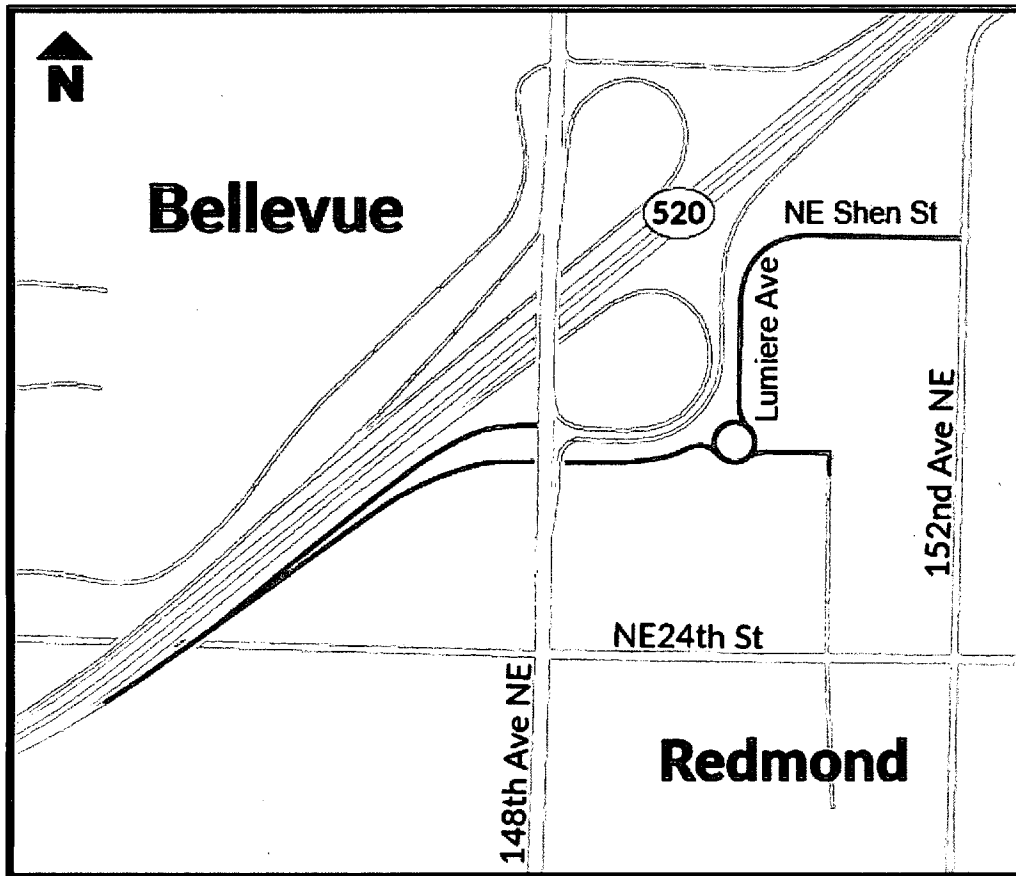 N
Bellevue
520
NE Shen St
Lumiere Ave
152nd Ave NE
NE24th St
148th Ave NE
Redmond